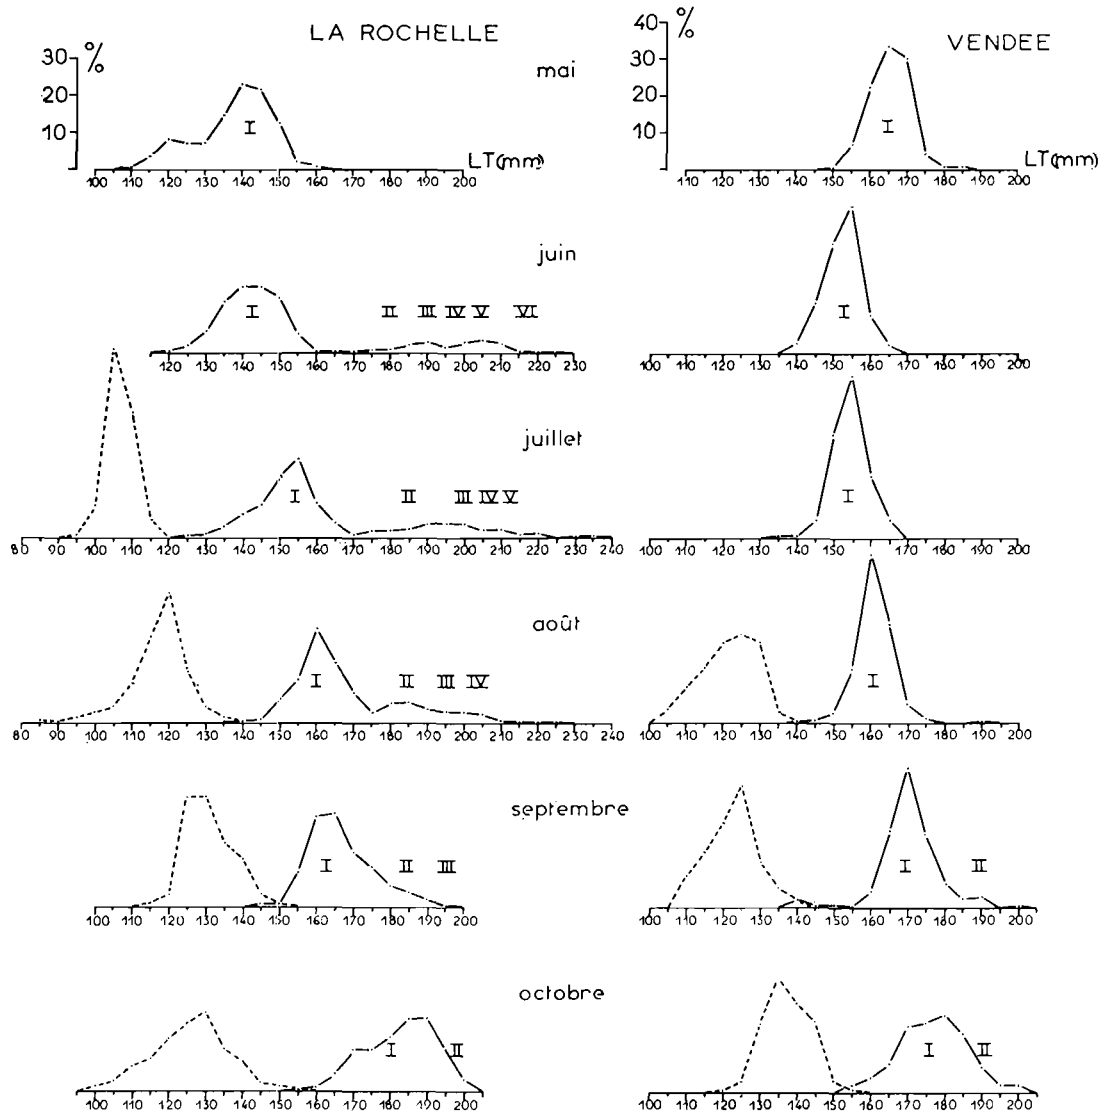 LA ROCHELLE
VENDEE
mai
30 %
20
10
I
LT(mm)
100 110 120 130 140 150 160 170 180 190 200
40 %
30
20
10
I
LT(mm)
110 120 130 140 150 160 170 180 190 200
juin
I II III IV V VI
120 130 140 150 160 170 180 190 200 210 220 230
I
100 110 120 130 140 150 160 170 180 190 200
juillet
I II III IV V
80 90 100 110 120 130 140 150 160 170 180 190 200 210 220 230 240
I
100 110 120 130 140 150 160 170 180 190 200
août
I II III IV
80 90 100 110 120 130 140 150 160 170 180 190 200 210 220 230 240
I
100 110 120 130 140 150 160 170 180 190 200
septembre
I II III
100 110 120 130 140 150 160 170 180 190 200
I II
100 110 120 130 140 150 160 170 180 190 200
octobre
I II
100 110 120 130 140 150 160 170 180 190 200
I II
100 110 120 130 140 150 160 170 180 190 200